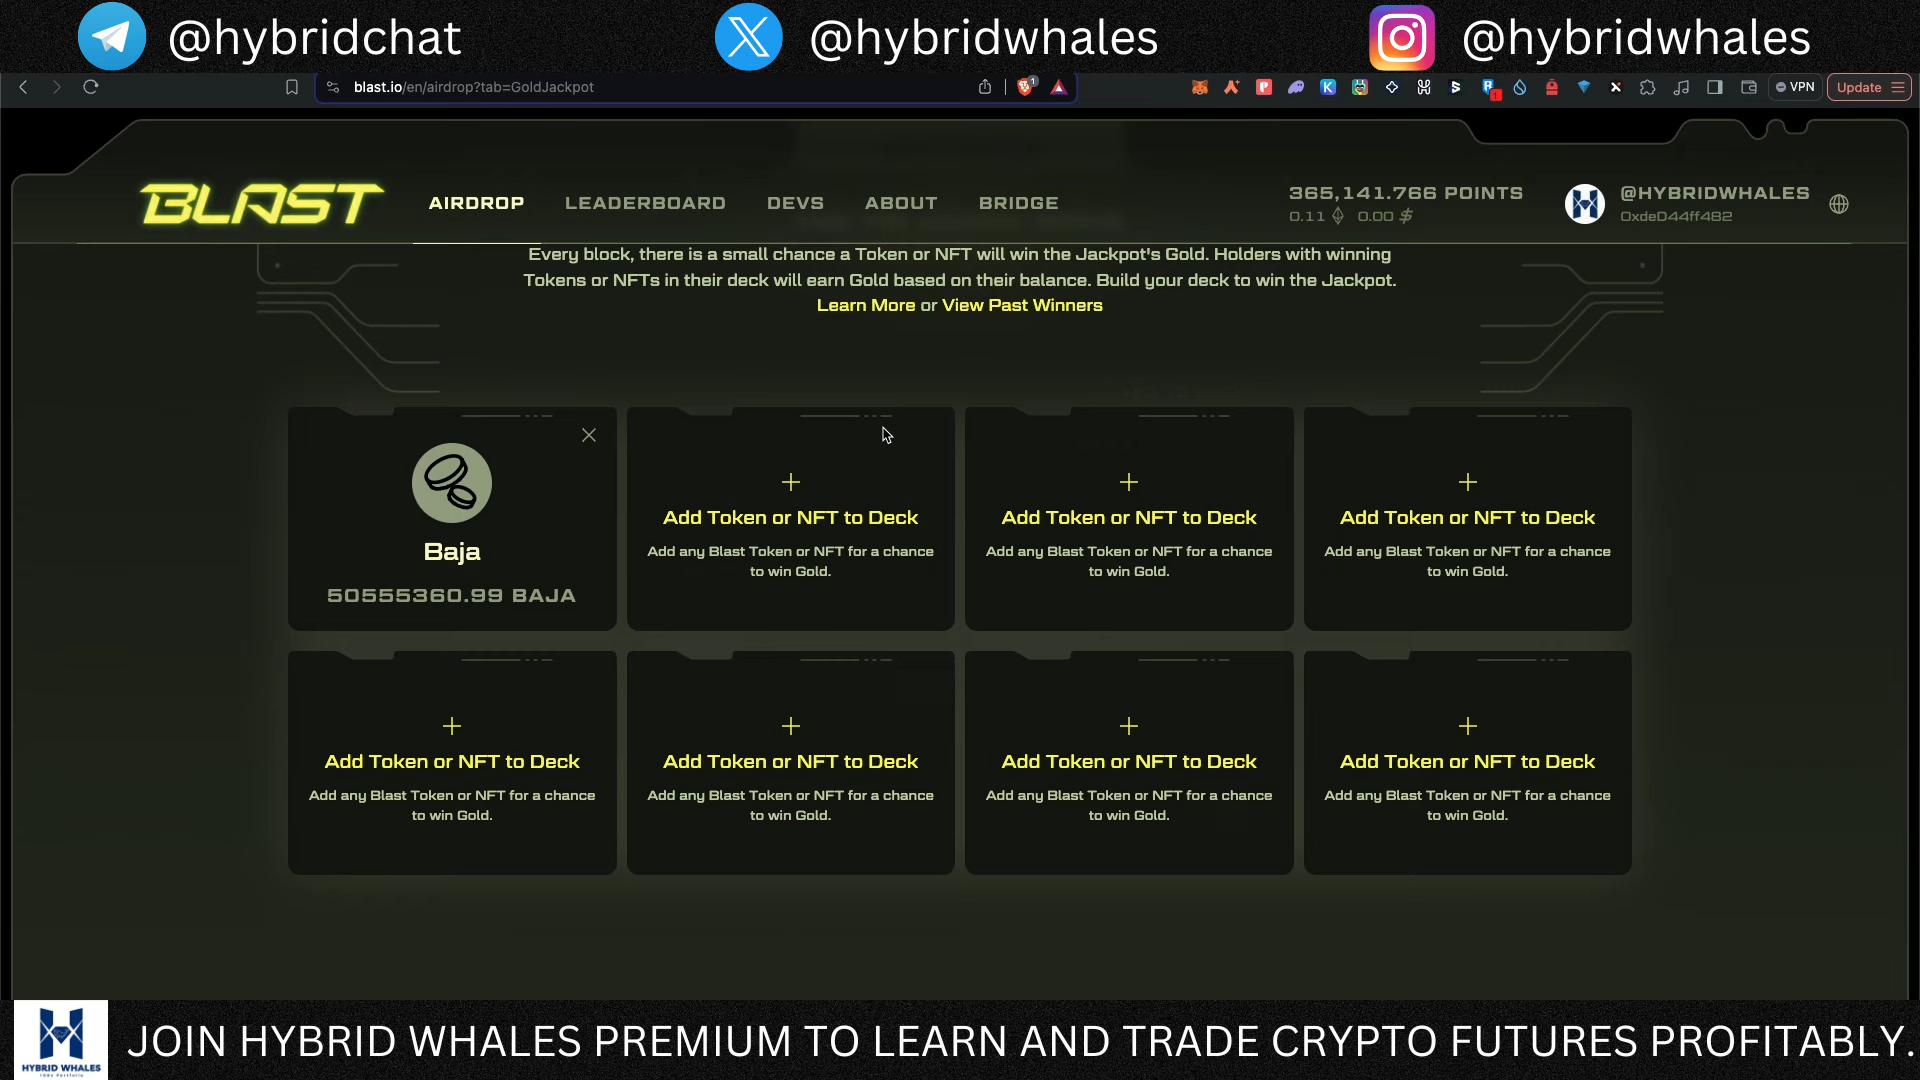 @hybridchat
@hybridwhales
@hybridwhales
blast.io/en/airdrop?tab=GoldJackpot
1
1
VPN
Update
BLAST
AIRDROP
LEADERBOARD
DEVS
ABOUT
BRIDGE
365,141.766 POINTS
0.11 0.00 $
@HYBRIDWHALES
0xdeD44ff482
Every block, there is a small chance a Token or NFT will win the Jackpot's Gold. Holders with winning
Tokens or NFTs in their deck will earn Gold based on their balance. Build your deck to win the Jackpot.
Learn More or View Past Winners
Baja
50555360.99 BAJA
Add Token or NFT to Deck
Add any Blast Token or NFT for a chance
to win Gold.
Add Token or NFT to Deck
Add any Blast Token or NFT for a chance
to win Gold.
Add Token or NFT to Deck
Add any Blast Token or NFT for a chance
to win Gold.
Add Token or NFT to Deck
Add any Blast Token or NFT for a chance
to win Gold.
Add Token or NFT to Deck
Add any Blast Token or NFT for a chance
to win Gold.
Add Token or NFT to Deck
Add any Blast Token or NFT for a chance
to win Gold.
Add Token or NFT to Deck
Add any Blast Token or NFT for a chance
to win Gold.
HYBRID WHALES
JOIN HYBRID WHALES PREMIUM TO LEARN AND TRADE CRYPTO FUTURES PROFITABLY.